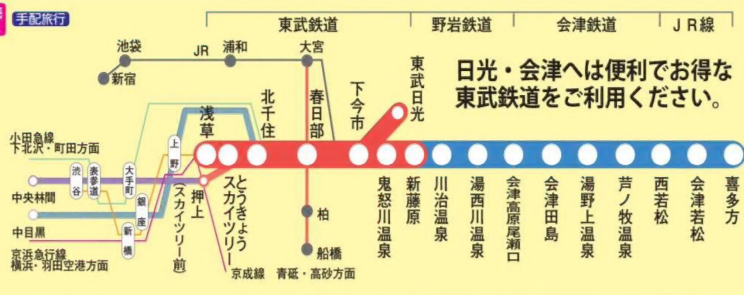 手配旅行
東武鉄道
野岩鉄道
会津鉄道
JR線
池袋
JR
浦和
大宮
新宿
東武日光
日光・会津へは便利でお得な
東武鉄道をご利用ください。
浅草
北千住
春日部
下今市
小田急線
下北沢・町田方面
上野
渋谷
表参道
大手町
中央林間
銀座
中目黒
新橋
京浜急行線
横浜・羽田空港方面
押上
(スカイツリー前)
とうきょう
スカイツリー
京成線
青砥・高砂方面
柏
船橋
鬼怒川温泉
新藤原
川治温泉
湯西川温泉
会津高原尾瀬口
会津田島
湯野上温泉
芦ノ牧温泉
西若松
会津若松
喜多方